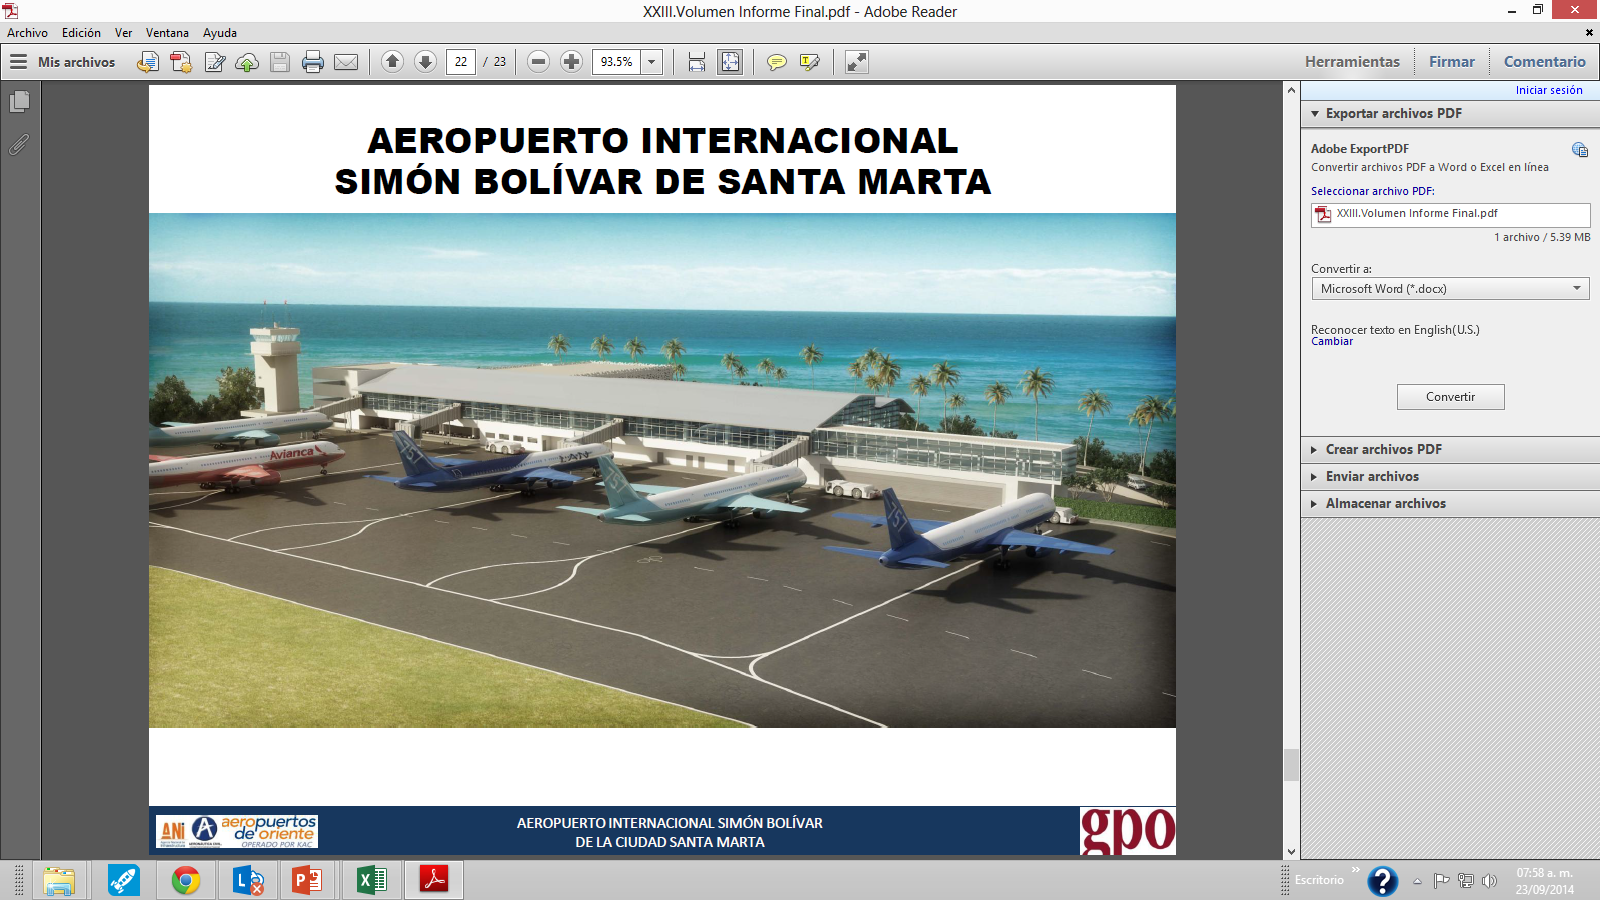 XXIII.Volumen Informe Final.pdf - Adobe Reader
Archivo Edición Ver Ventana Ayuda
Mis archivos 22 / 23 93.5% Herramientas Firmar Comentario
Iniciar sesión
Exportar archivos PDF
Adobe ExportPDF
Convertir archivos PDF a Word o Excel en línea
Seleccionar archivo PDF:
XXIII.Volumen Informe Final.pdf
1 archivo / 5.39 MB
Convertir a:
Microsoft Word (*.docx)
Reconocer texto en English(U.S.)
Cambiar
Convertir
Crear archivos PDF
Enviar archivos
Almacenar archivos
AEROPUERTO INTERNACIONAL
SIMÓN BOLÍVAR DE SANTA MARTA
Avianca
LAN
757
757
757
ANI
aeropuertos
de oriente
OPERADO POR KAC
AEROPUERTO INTERNACIONAL SIMÓN BOLÍVAR
DE LA CIUDAD SANTA MARTA
gpo
Escritorio
07:58 a. m.
23/09/2014